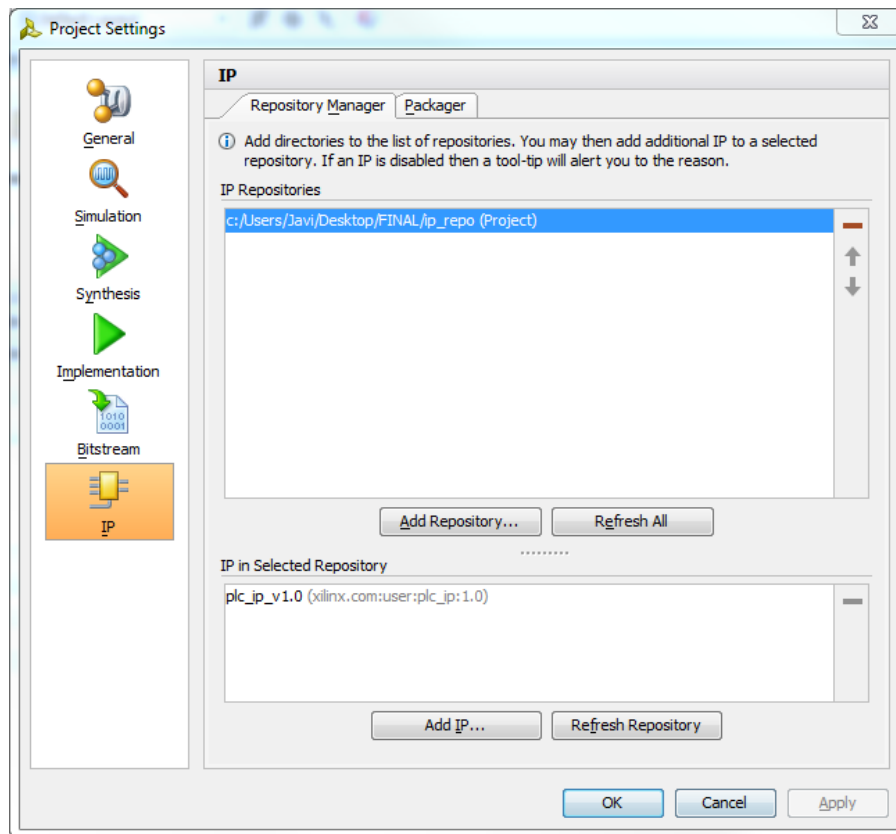 Project Settings
General
Simulation
Synthesis
Implementation
1010
0001
Bitstream
IP
IP
Repository Manager
Packager
Add directories to the list of repositories. You may then add additional IP to a selected
repository. If an IP is disabled then a tool-tip will alert you to the reason.
IP Repositories
c:/Users/Javi/Desktop/FINAL/ip_repo (Project)
Add Repository...
Refresh All
IP in Selected Repository
plc_ip_v1.0 (xilinx.com:user:plc_ip:1.0)
Add IP...
Refresh Repository
OK
Cancel
Apply